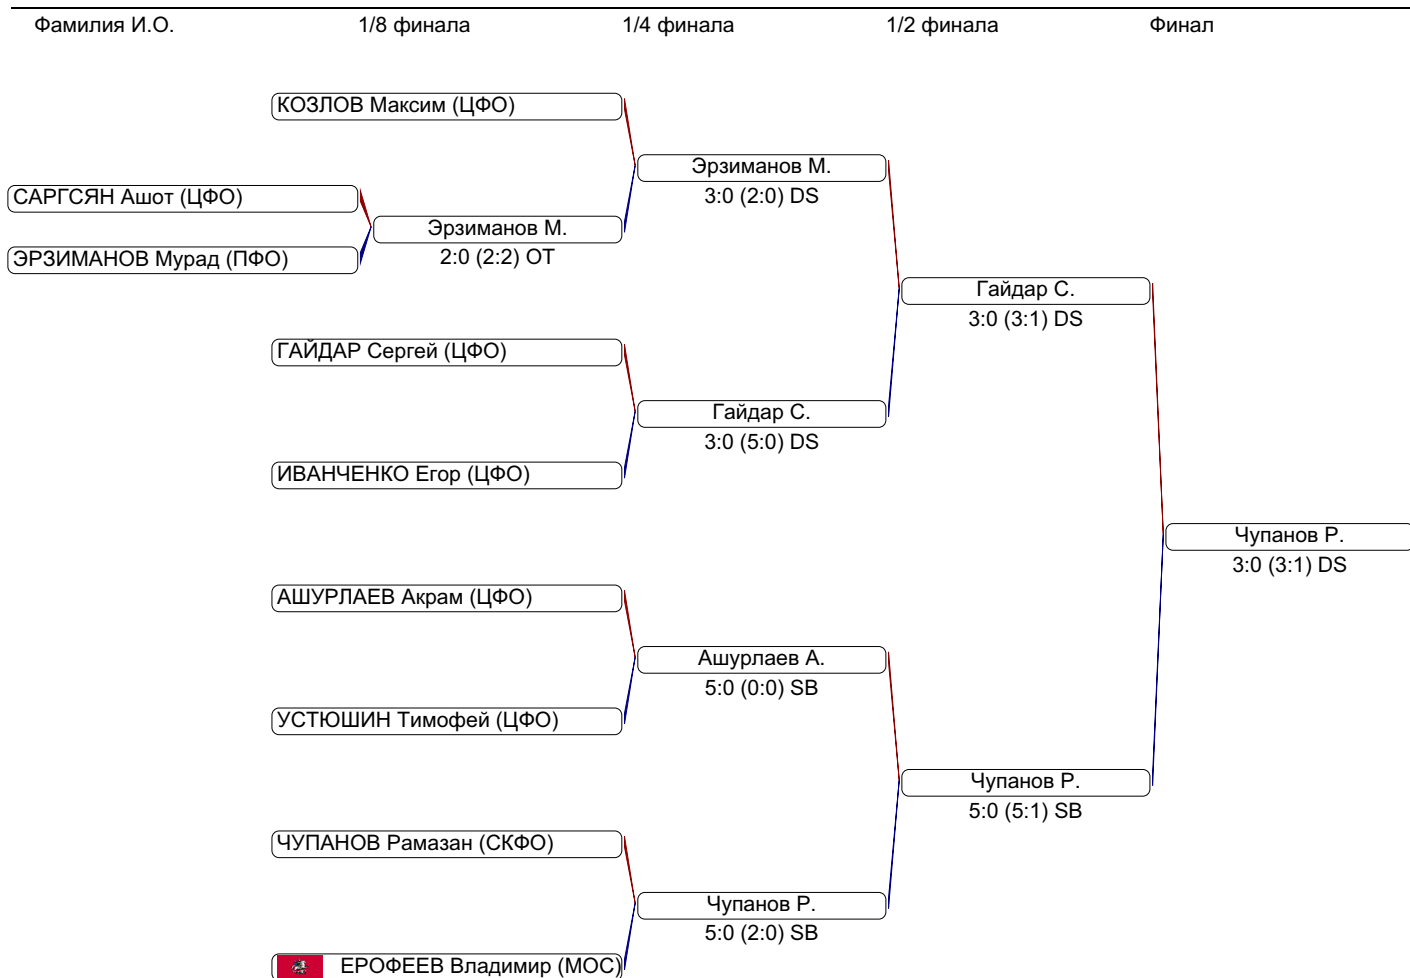 Фамилия И.О. 1/8 финала 1/4 финала 1/2 финала Финал
КОЗЛОВ Максим (ЦФО)
Эрзиманов М.
3:0 (2:0) DS
САРГСЯН Ашот (ЦФО)
Эрзиманов М.
2:0 (2:2) OT
ЭРЗИМАНОВ Мурад (ПФО)
Гайдар С.
3:0 (3:1) DS
ГАЙДАР Сергей (ЦФО)
Гайдар С.
3:0 (5:0) DS
ИВАНЧЕНКО Егор (ЦФО)
Чупанов Р.
3:0 (3:1) DS
АШУРЛАЕВ Акрам (ЦФО)
Ашурлаев А.
5:0 (0:0) SB
УСТЮШИН Тимофей (ЦФО)
Чупанов Р.
5:0 (5:1) SB
ЧУПАНОВ Рамазан (СКФО)
Чупанов Р.
5:0 (2:0) SB
ЕРОФЕЕВ Владимир (МОС)